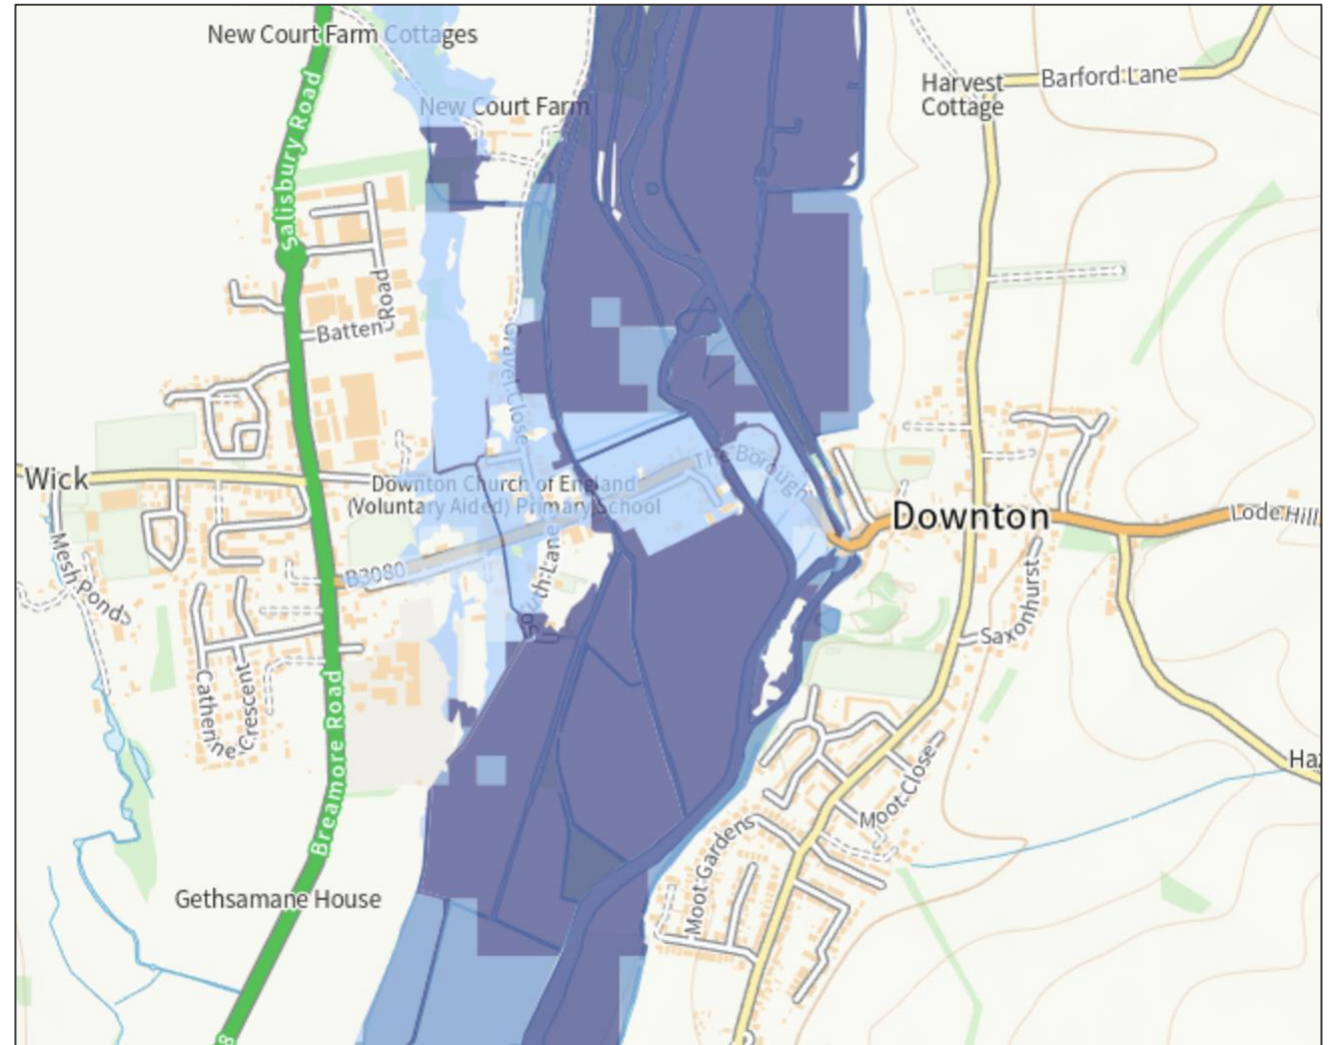 New Court Farm Cottages
Salisbury Road
New Court Farm
Harvest
Cottage
Barford Lane
Batten
Road
Gravel Close
Wick
Downton Church of England
(Voluntary Aided) Primary School
The Borough
Downton
Lode Hill
Mesh Pond
B3080
Saxonhurst
Catherine
Crescent
Breamore Road
Moot Close
Moot Gardens
Gethsamane House